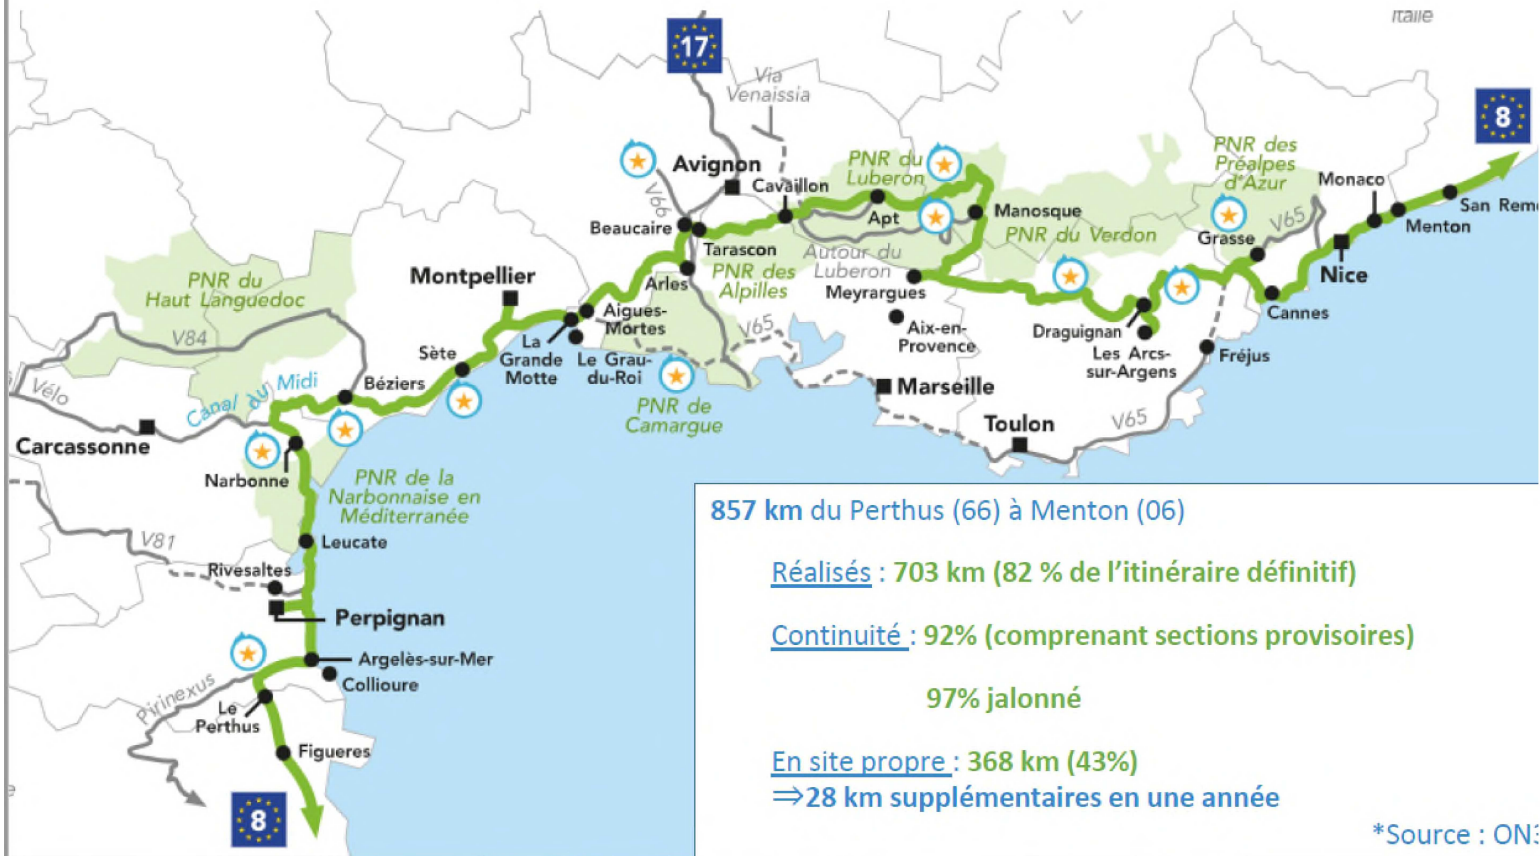 Italie
17
Via
Venaissia
8
PNR des
Préalpes
d'Azur
Avignon
PNR du
Luberon
Cavaillon
Monaco
V66
San Remo
Apt
Manosque
V65
Menton
Beaucaire
Grasse
PNR du Verdon
Tarascon
Autour du
Luberon
Nice
PNR du
Haut Languedoc
Montpellier
PNR des
Alpilles
Arles
Meyrargues
Cannes
Aigues-
Mortes
Aix-en-
Provence
Draguignan
V65
V84
La
Grande
Motte
Le Grau-
du-Roi
Les Arcs-
sur-Argens
Fréjus
Sète
Vélo
Canal du Midi
Béziers
Marseille
PNR de
Camargue
Toulon
V65
Carcassonne
Narbonne
PNR de la
Narbonnaise en
Méditerranée
V81
Leucate
Rivesaltes
Perpignan
Argelès-sur-Mer
Collioure
Pirinexus
Le
Perthus
Figueres
8
857 km du Perthus (66) à Menton (06)
Réalisés : 703 km (82 % de l'itinéraire définitif)
Continuité : 92% (comprenant sections provisoires)
97% jalonné
En site propre : 368 km (43%)
⇒28 km supplémentaires en une année
*Source : ON3